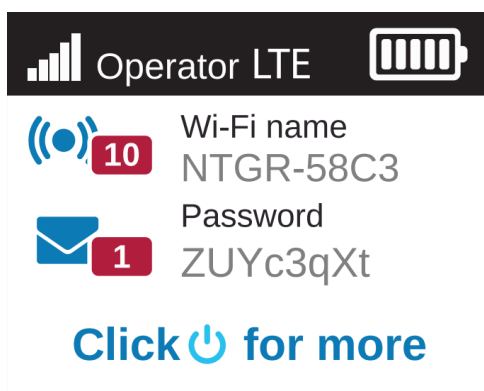 Operator LTE
10 Wi-Fi name
NTGR-58C3
Password
1 ZUYc3qXt
Click for more